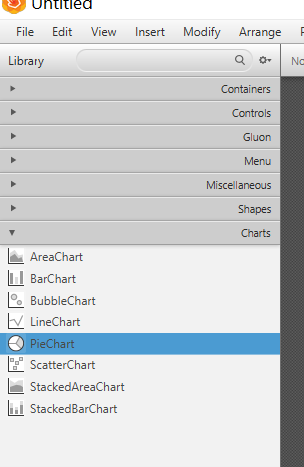 Untitled
File Edit View Insert Modify Arrange
Library No
Containers
Controls
Gluon
Menu
Miscellaneous
Shapes
Charts
AreaChart
BarChart
BubbleChart
LineChart
PieChart
ScatterChart
StackedAreaChart
StackedBarChart